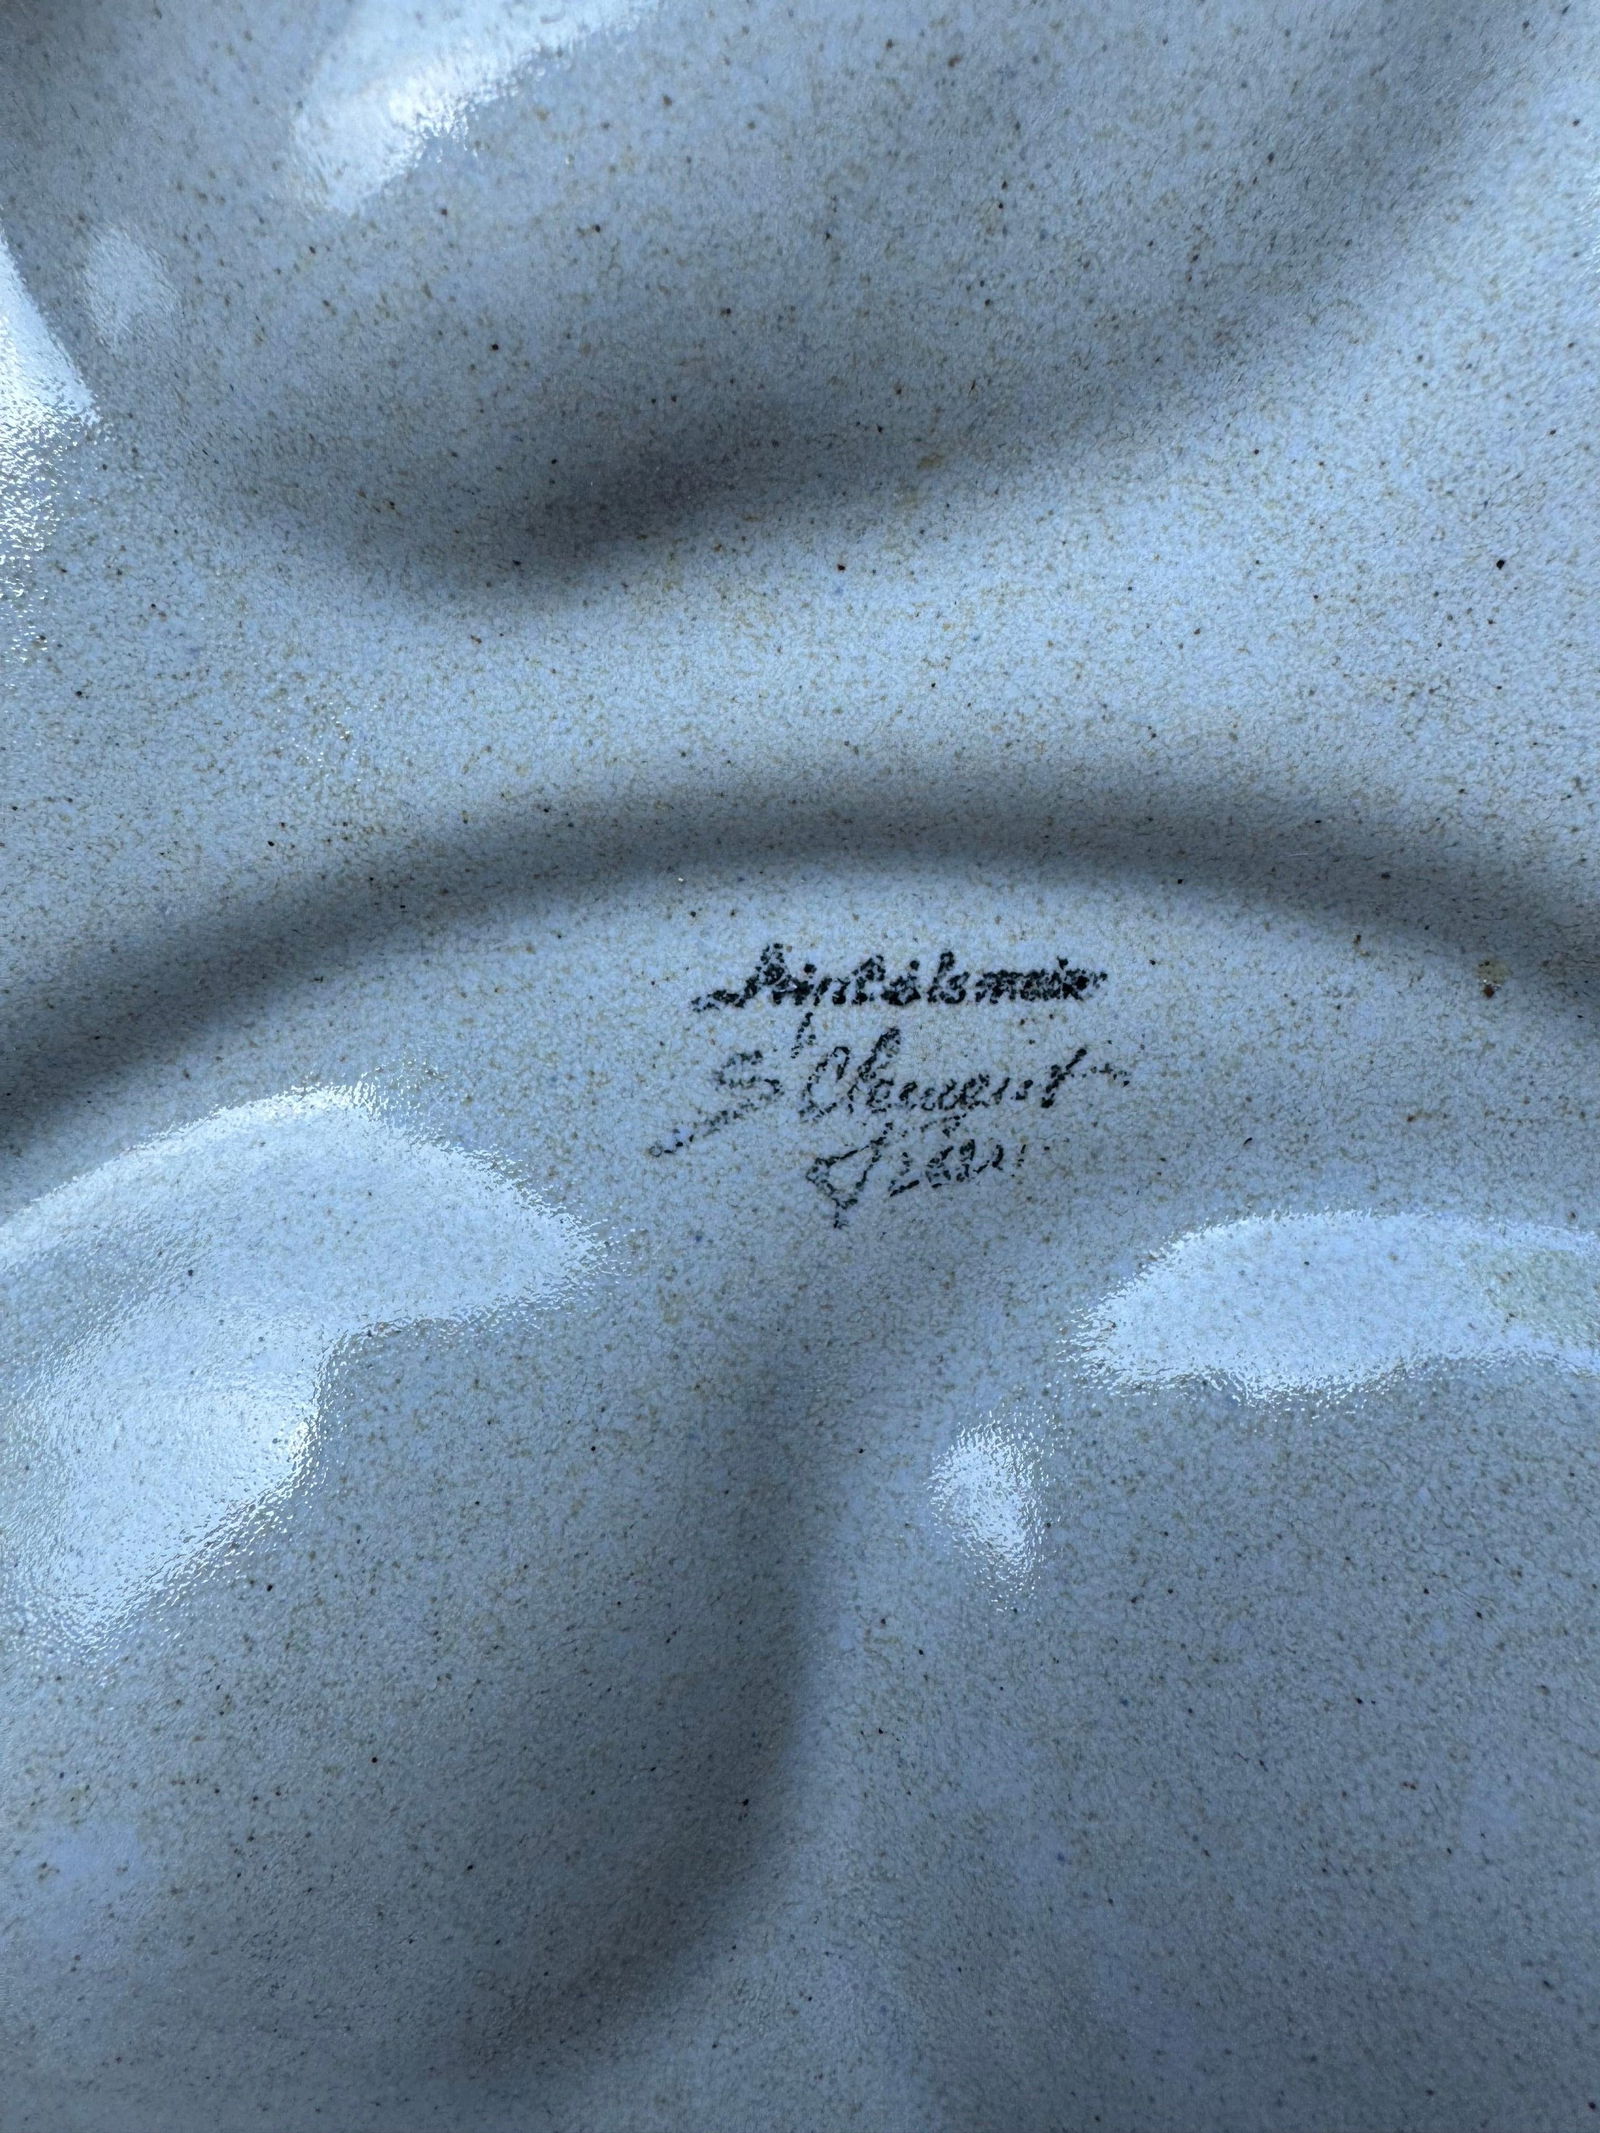 Peint à la main
St Clément